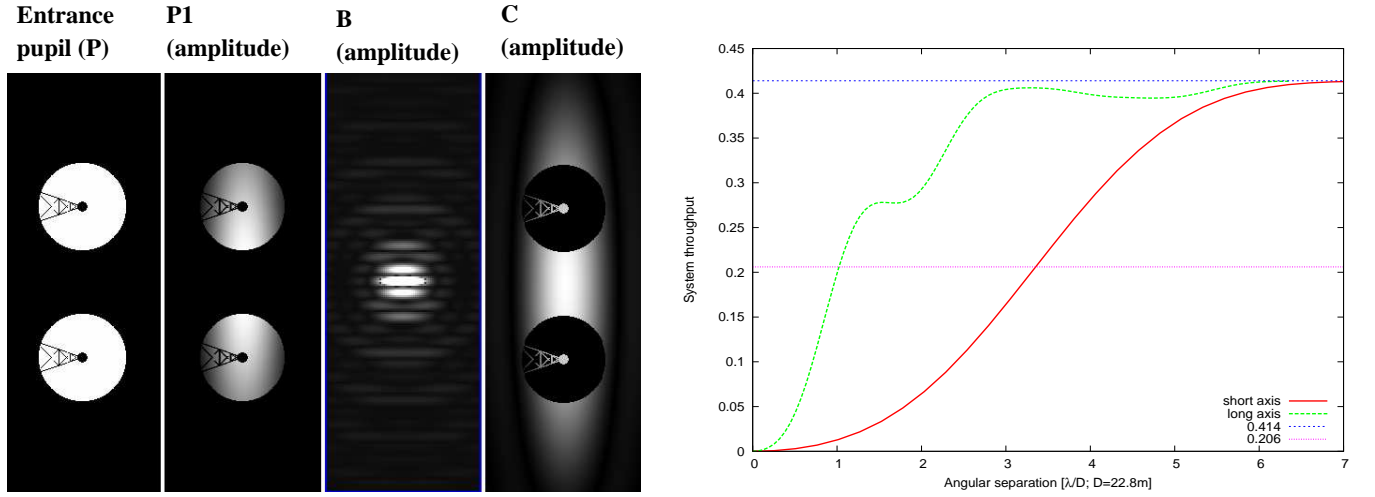 Entrance
pupil (P)
P1
(amplitude)
B
(amplitude)
C
(amplitude)
0.45
0.4
0.35
0.3
0.25
0.2
0.15
0.1
0.05
0
System throughput
short axis
long axis
0.414
0.206
0 1 2 3 4 5 6 7
Angular separation [λ/D; D=22.8m]